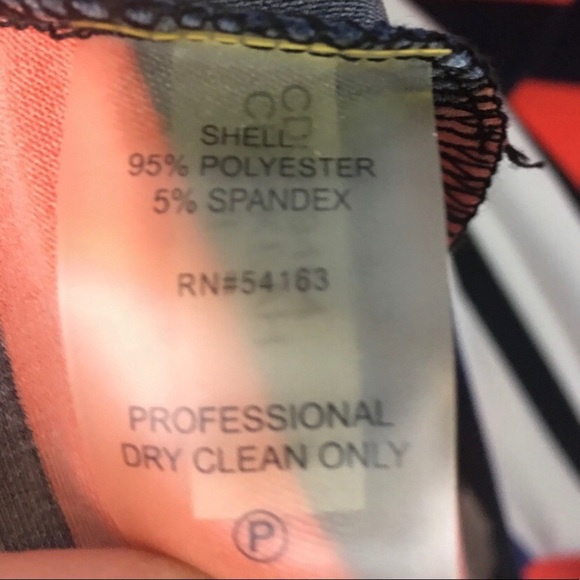 SHELL
95% POLYESTER
5% SPANDEX
RN#54163
PROFESSIONAL
DRY CLEAN ONLY
P